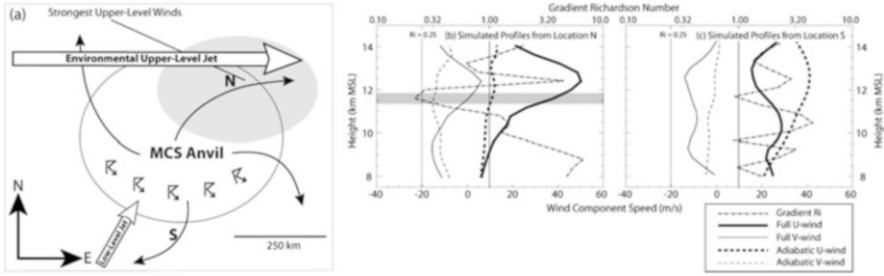 (a)
Strongest Upper-Level Winds
Environmental Upper-Level Jet
N
MCS Anvil
S
N
E
Low-Level Jet
250 km
Gradient Richardson Number
0.10 0.32 1.00 3.20 10.0
0.10 0.32 1.00 3.20 10.0
Ri = 0.25 (b) Simulated Profiles from Location N
Ri = 0.25 (c) Simulated Profiles from Location S
Height (km MSL)
14
12
10
8
Height (km MSL)
14
12
10
8
-40 -20 0 20 40 60
-40 -20 0 20 40 60
Wind Component Speed (m/s)
Gradient Ri
Full U-wind
Full V-wind
Adiabatic U-wind
Adiabatic V-wind